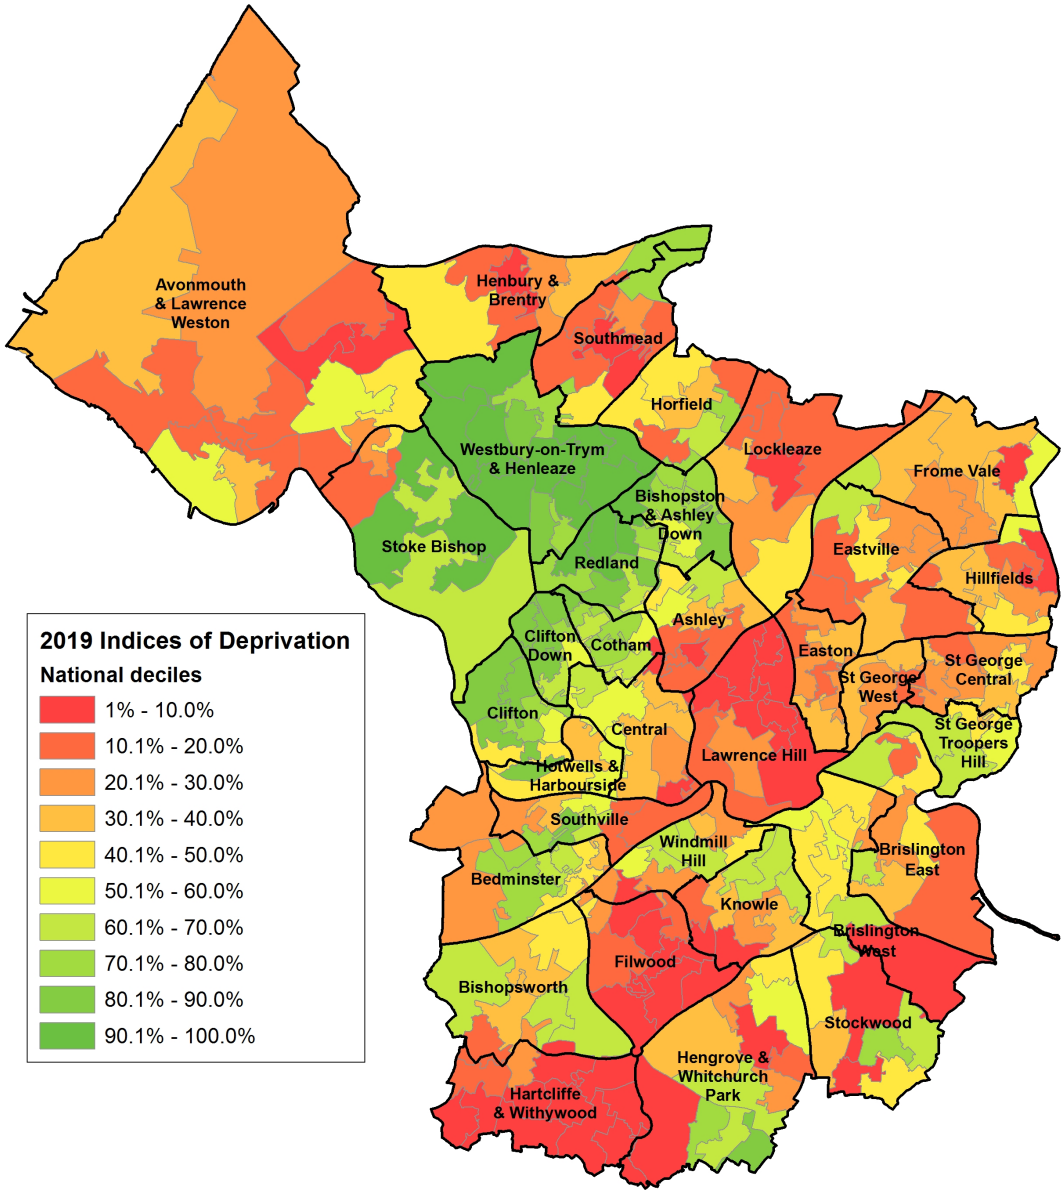 Avonmouth
& Lawrence
Weston
Henbury &
Brentry
Southmead
Horfield
Lockleaze
Westbury-on-Trym
& Henleaze
Frome Vale
Bishopston
& Ashley
Down
Stoke Bishop
Redland
Eastville
Hillfields
Ashley
Clifton
Down
Cotham
Easton
St George
West
St George
Central
Clifton
Central
Lawrence Hill
St George
Troopers
Hill
Hotwells &
Harbourside
Southville
Windmill
Hill
Bedminster
Brislington
East
Knowle
Brislington
West
Filwood
Bishopsworth
Stockwood
Hengrove &
Whitchurch
Park
Hartcliffe
& Withywood
2019 Indices of Deprivation
National deciles
1% - 10.0%
10.1% - 20.0%
20.1% - 30.0%
30.1% - 40.0%
40.1% - 50.0%
50.1% - 60.0%
60.1% - 70.0%
70.1% - 80.0%
80.1% - 90.0%
90.1% - 100.0%